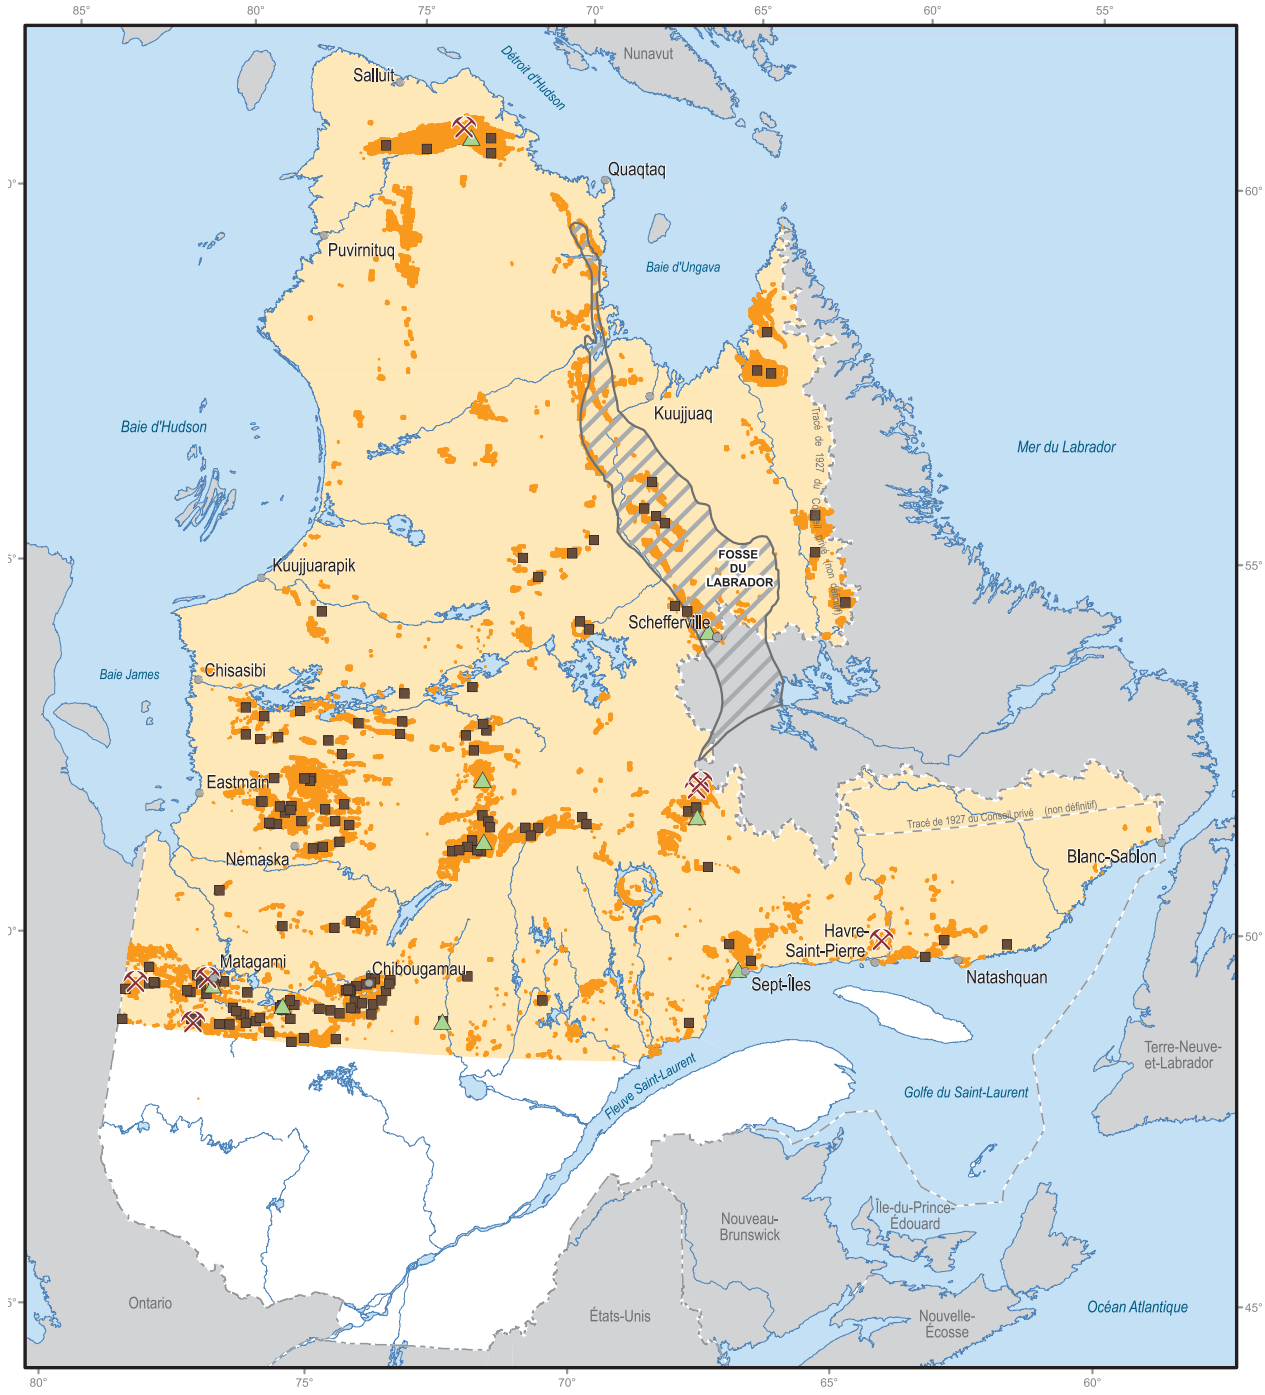 85°
80°
75°
70°
65°
60°
55°
Salluit
Détroit d'Hudson
Nunavut
Quaqtaq
0°
60°
Puvirnituq
Baie d'Ungava
Baie d'Hudson
Kuujjuaq
Mer du Labrador
Tracé de 1927 du Conseil privé (non définitif)
FOSSE
DU
LABRADOR
5°
55°
Kuujjuarapik
Schefferville
Chisasibi
Baie James
Eastmain
Tracé de 1927 du Conseil privé (non définitif)
Nemaska
Blanc-Sablon
0°
50°
Havre-
Saint-Pierre
Matagami
Chibougamau
Sept-Îles
Natashquan
Fleuve Saint-Laurent
Golfe du Saint-Laurent
Terre-Neuve-
et-Labrador
Île-du-Prince-
Édouard
Nouveau-
Brunswick
5°
45°
Ontario
États-Unis
Nouvelle-
Écosse
Océan Atlantique
80°
75°
70°
65°
60°